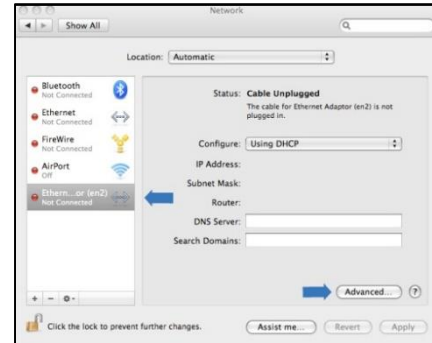 Network
Show All
Location: Automatic
Bluetooth
Not Connected
Ethernet
Not Connected
FireWire
Not Connected
AirPort
Off
Ethern...or (en2)
Not Connected
Status: Cable Unplugged
The cable for Ethernet Adaptor (en2) is not
plugged in.
Configure: Using DHCP
IP Address:
Subnet Mask:
Router:
DNS Server:
Search Domains:
Advanced... ?
Click the lock to prevent further changes.
Assist me... Revert Apply